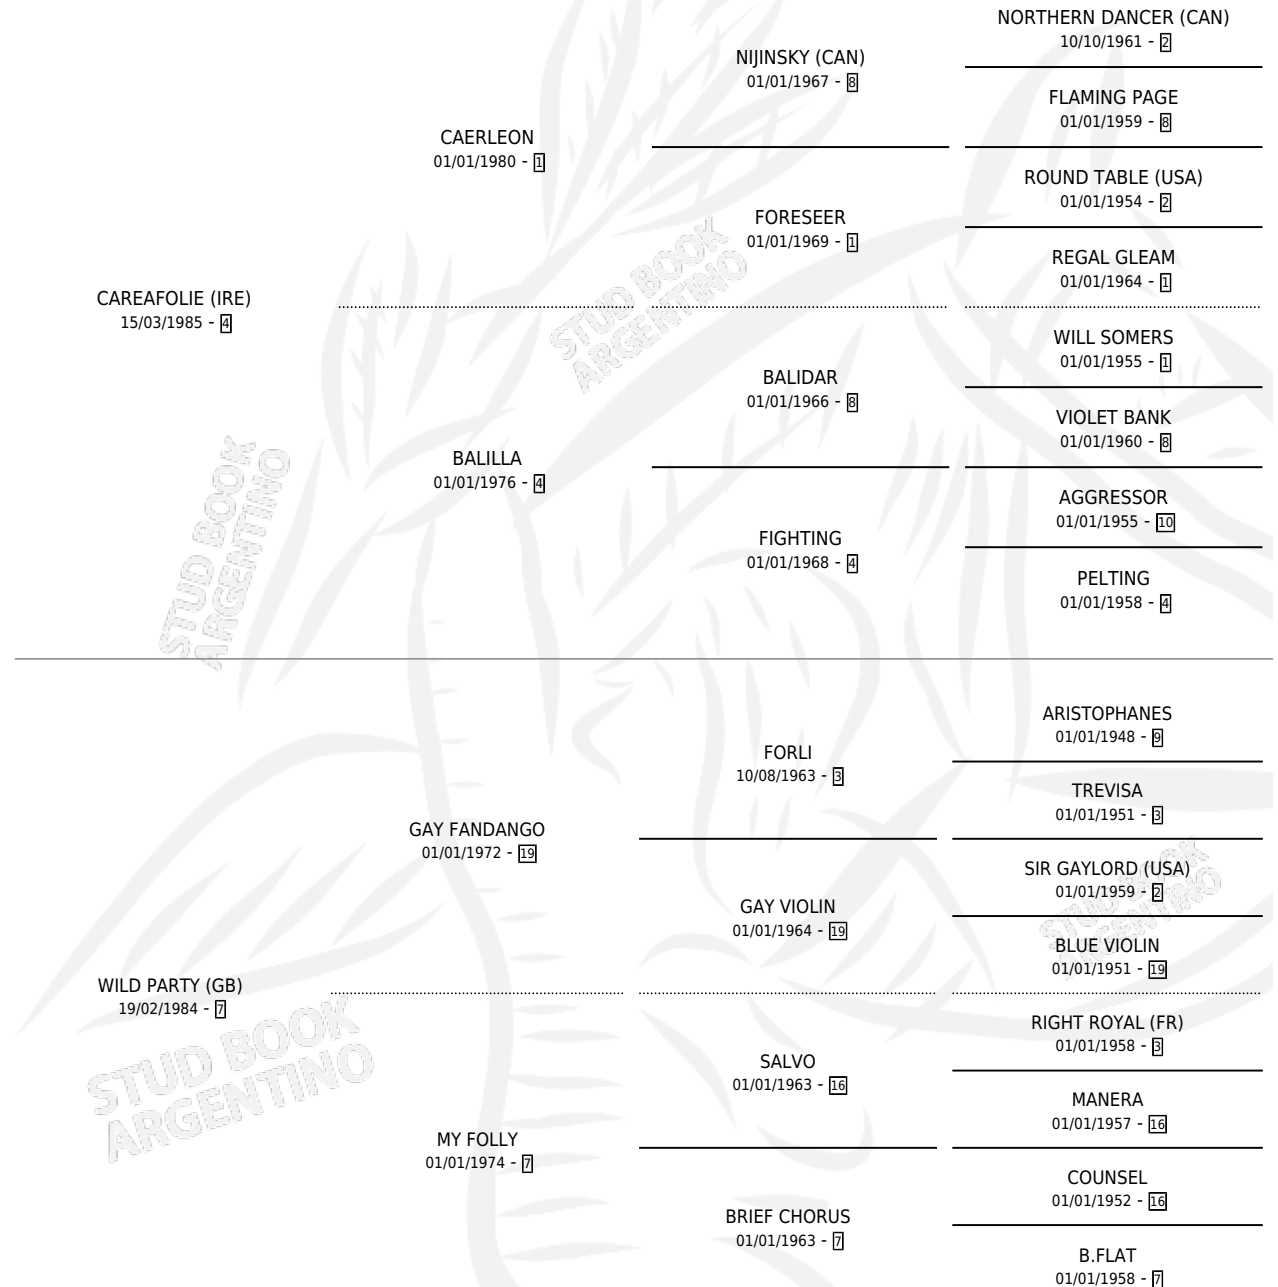 NORTHERN DANCER (CAN)
10/10/1961 - 2
NIJINSKY (CAN)
01/01/1967 - 8
FLAMING PAGE
01/01/1959 - 8
CAERLEON
01/01/1980 - 1
ROUND TABLE (USA)
01/01/1954 - 2
FORESEER
01/01/1969 - 1
REGAL GLEAM
01/01/1964 - 1
CAREAFOLIE (IRE)
15/03/1985 - 4
WILL SOMERS
01/01/1955 - 1
BALIDAR
01/01/1966 - 8
VIOLET BANK
01/01/1960 - 8
BALILLA
01/01/1976 - 4
AGGRESSOR
01/01/1955 - 10
FIGHTING
01/01/1968 - 4
PELTING
01/01/1958 - 4
ARISTOPHANES
01/01/1948 - 9
FORLI
10/08/1963 - 3
TREVISA
01/01/1951 - 3
GAY FANDANGO
01/01/1972 - 19
SIR GAYLORD (USA)
01/01/1959 - 2
GAY VIOLIN
01/01/1964 - 19
BLUE VIOLIN
01/01/1951 - 19
WILD PARTY (GB)
19/02/1984 - 7
RIGHT ROYAL (FR)
01/01/1958 - 3
SALVO
01/01/1963 - 16
MANERA
01/01/1957 - 16
MY FOLLY
01/01/1974 - 7
COUNSEL
01/01/1952 - 16
BRIEF CHORUS
01/01/1963 - 7
B.FLAT
01/01/1958 - 7
STUD BOOK
ARGENTINO
STUD BOOK
ARGENTINO
STUD BOOK
ARGENTINO
STUD BOOK
ARGENTINO